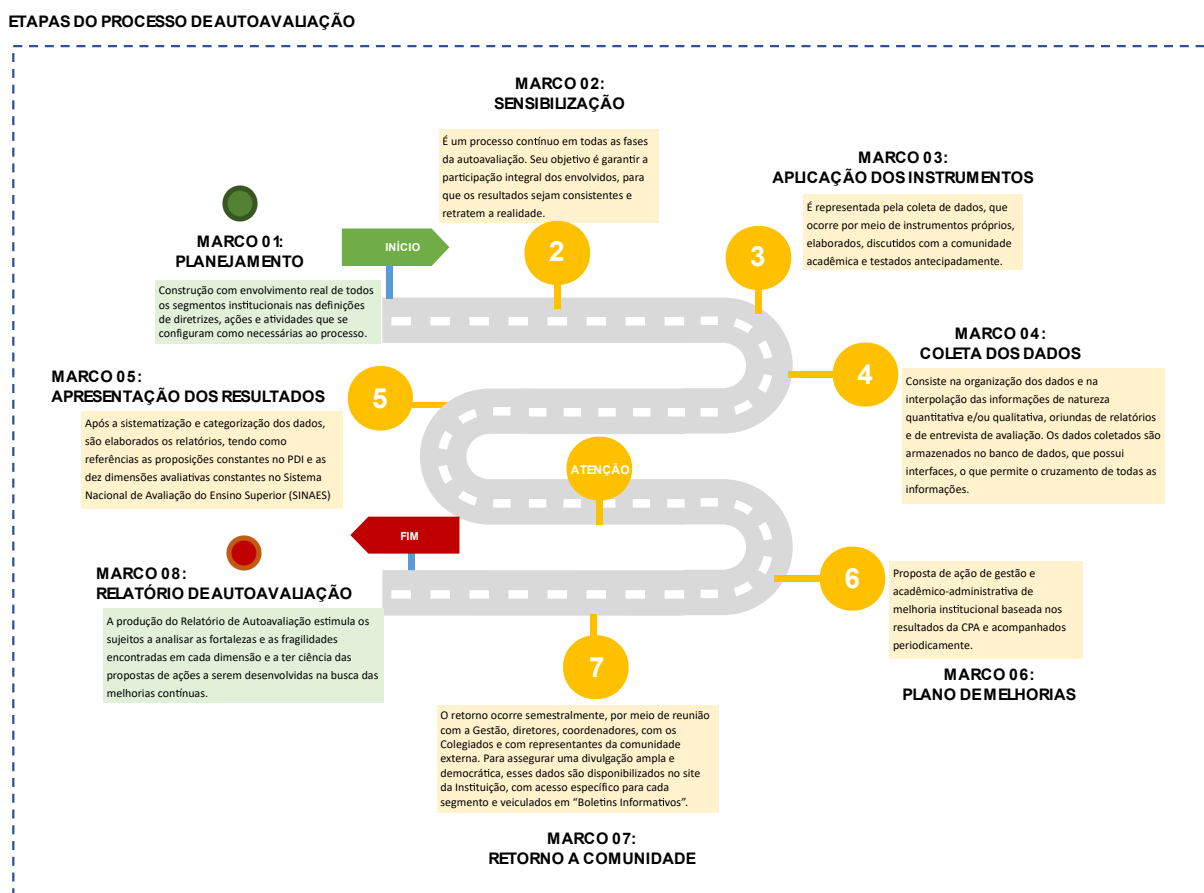 ETAPAS DO PROCESSO DE AUTOAVALIAÇÃO
MARCO 01:
PLANEJAMENTO
Construção com envolvimento real de todos
os segmentos institucionais nas definições
de diretrizes, ações e atividades que se
configuram como necessárias ao processo.
INÍCIO
MARCO 02:
SENSIBILIZAÇÃO
É um processo contínuo em todas as fases
da autoavaliação. Seu objetivo é garantir a
participação integral dos envolvidos, para
que os resultados sejam consistentes e
retratem a realidade.
2
MARCO 03:
APLICAÇÃO DOS INSTRUMENTOS
É representada pela coleta de dados, que
ocorre por meio de instrumentos próprios,
elaborados, discutidos com a comunidade
acadêmica e testados antecipadamente.
3
MARCO 04:
COLETA DOS DADOS
Consiste na organização dos dados e na
interpolação das informações de natureza
quantitativa e/ou qualitativa, oriundas de relatórios
e de entrevista de avaliação. Os dados coletados são
armazenados no banco de dados, que possui
interfaces, o que permite o cruzamento de todas as
informações.
4
MARCO 05:
APRESENTAÇÃO DOS RESULTADOS
Após a sistematização e categorização dos dados,
são elaborados os relatórios, tendo como
referências as proposições constantes no PDI e as
dez dimensões avaliativas constantes no Sistema
Nacional de Avaliação do Ensino Superior (SINAES)
5
ATENÇÃO
6
Proposta de ação de gestão e
acadêmico-administrativa de
melhoria institucional baseada nos
resultados da CPA e acompanhados
periodicamente.
MARCO 06:
PLANO DE MELHORIAS
7
O retorno ocorre semestralmente, por meio de reunião
com a Gestão, diretores, coordenadores, com os
Colegiados e com representantes da comunidade
externa. Para assegurar uma divulgação ampla e
democrática, esses dados são disponibilizados no site
da Instituição, com acesso específico para cada
segmento e veiculados em “Boletins Informativos”.
MARCO 07:
RETORNO A COMUNIDADE
FIM
MARCO 08:
RELATÓRIO DE AUTOAVALIAÇÃO
A produção do Relatório de Autoavaliação estimula os
sujeitos a analisar as fortalezas e as fragilidades
encontradas em cada dimensão e a ter ciência das
propostas de ações a serem desenvolvidas na busca das
melhorias contínuas.